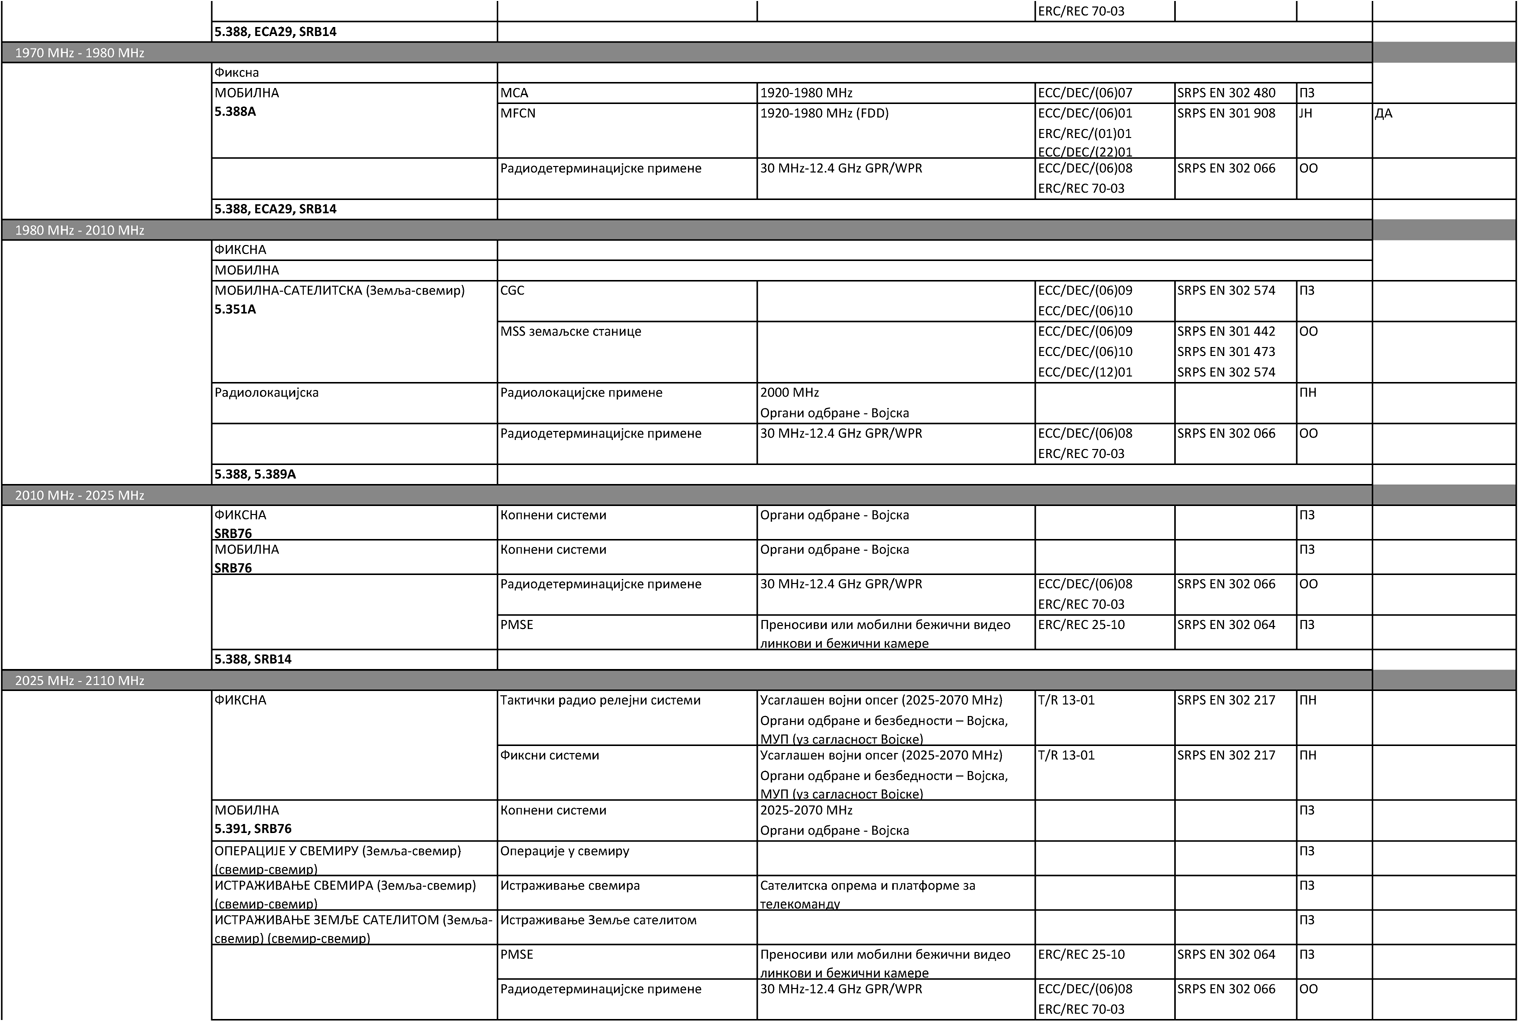 ERC/REC 70-03
5.388, ECA29, SRB14
1970 MHz - 1980 MHz
Фиксна
МОБИЛНА MCA 1920-1980 MHz ECC/DEC/(06)07 SRPS EN 302 480 ПЗ
5.388A MFCN 1920-1980 MHz (FDD) ECC/DEC/(06)01 SRPS EN 301 908 ЈН ДА
ERC/REC/(01)01
ECC/DEC/(22)01
Радиодетерминацијске примене 30 MHz-12.4 GHz GPR/WPR ECC/DEC/(06)08 SRPS EN 302 066 ОО
ERC/REC 70-03
5.388, ECA29, SRB14
1980 MHz - 2010 MHz
ФИКСНА
МОБИЛНА
МОБИЛНА-САТЕЛИТСКА (Земља-свемир) CGC ECC/DEC/(06)09 SRPS EN 302 574 ПЗ
5.351A ECC/DEC/(06)10
MSS земаљске станице ECC/DEC/(06)09 SRPS EN 301 442 ОО
ECC/DEC/(06)10 SRPS EN 301 473
ECC/DEC/(12)01 SRPS EN 302 574
Радиолокацијска Радиолокацијске примене 2000 MHz ПН
Органи одбране - Војска
Радиодетерминацијске примене 30 MHz-12.4 GHz GPR/WPR ECC/DEC/(06)08 SRPS EN 302 066 ОО
ERC/REC 70-03
5.388, 5.389A
2010 MHz - 2025 MHz
ФИКСНА Копнени системи Органи одбране - Војска ПЗ
SRB76
МОБИЛНА Копнени системи Органи одбране - Војска ПЗ
SRB76
Радиодетерминацијске примене 30 MHz-12.4 GHz GPR/WPR ECC/DEC/(06)08 SRPS EN 302 066 ОО
ERC/REC 70-03
PMSE Преносиви или мобилни бежични видео ERC/REC 25-10 SRPS EN 302 064 ПЗ
линкови и бежични камере
5.388, SRB14
2025 MHz - 2110 MHz
ФИКСНА Тактички радио релејни системи Усаглашен војни опсег (2025-2070 MHz) T/R 13-01 SRPS EN 302 217 ПН
Органи одбране и безбедности – Војска,
МУП (уз сагласност Војске)
Фиксни системи Усаглашен војни опсег (2025-2070 MHz) T/R 13-01 SRPS EN 302 217 ПН
Органи одбране и безбедности – Војска,
МУП (уз сагласност Војске)
МОБИЛНА Копнени системи 2025-2070 MHz ПЗ
5.391, SRB76 Органи одбране - Војска
ОПЕРАЦИЈЕ У СВЕМИРУ (Земља-свемир) Операције у свемиру ПЗ
(свемир-свемир)
ИСТРАЖИВАЊЕ СВЕМИРА (Земља-свемир) Истраживање свемира Сателитска опрема и платформе за ПЗ
(свемир-свемир) телекоманду
ИСТРАЖИВАЊЕ ЗЕМЉЕ САТЕЛИТОМ (Земља- Истраживање Земље сателитом ПЗ
свемир) (свемир-свемир)
PMSE Преносиви или мобилни бежични видео ERC/REC 25-10 SRPS EN 302 064 ПЗ
линкови и бежични камере
Радиодетерминацијске примене 30 MHz-12.4 GHz GPR/WPR ECC/DEC/(06)08 SRPS EN 302 066 ОО
ERC/REC 70-03